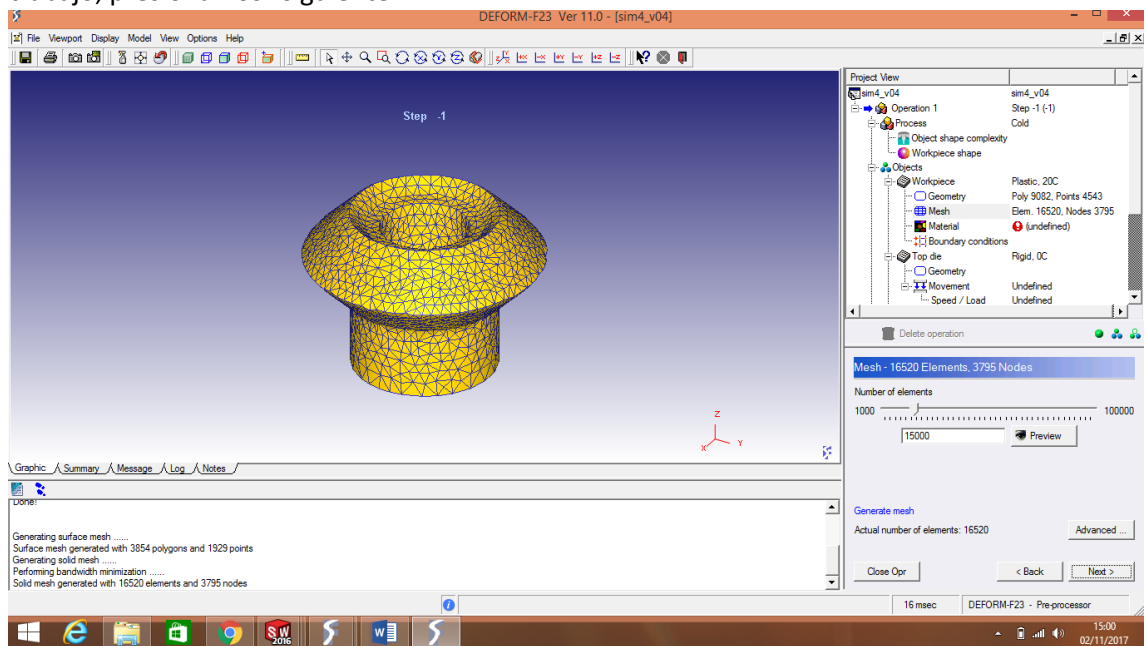 DEFORM-F23 Ver 11.0 - [sim4_v04]
File Viewport Display Model View Options Help
Step -1
Z
X
Y
Graphic Summary Message Log Notes
Done!
Generating surface mesh ......
Surface mesh generated with 3854 polygons and 1929 points
Generating solid mesh ......
Performing bandwidth minimization ......
Solid mesh generated with 16520 elements and 3795 nodes
Project View
sim4_v04 sim4_v04
Operation 1 Step -1 (-1)
Process Cold
Object shape complexity
Workpiece shape
Objects
Workpiece Plastic, 20C
Geometry Poly 9082, Points 4543
Mesh Elem. 16520, Nodes 3795
Material (undefined)
Boundary conditions
Top die Rigid, 0C
Geometry
Movement Undefined
Speed / Load Undefined
Delete operation
Mesh - 16520 Elements, 3795 Nodes
Number of elements
1000 100000
15000 Preview
Generate mesh
Actual number of elements: 16520 Advanced ...
Close Opr < Back Next >
16 msec DEFORM-F23 - Pre-processor
SW 2016
15:00
02/11/2017